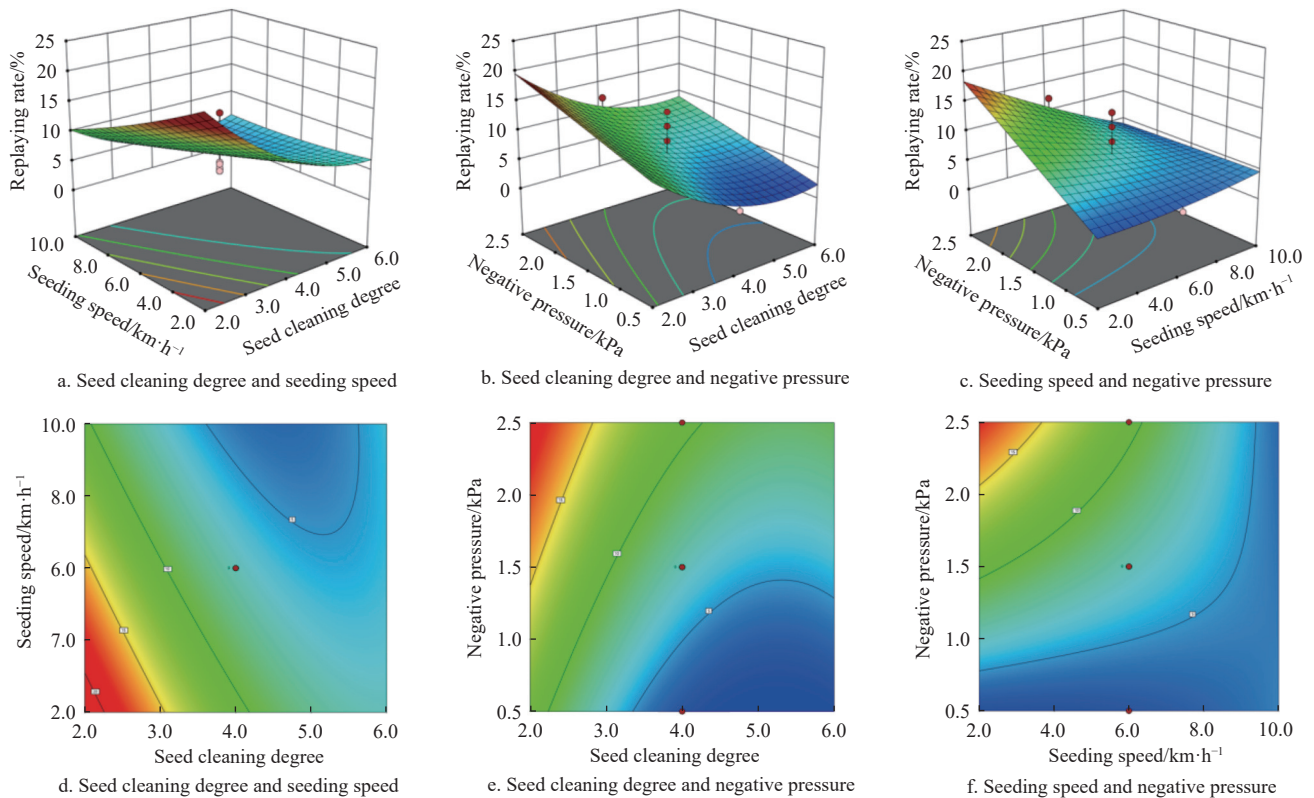 25
20
15
10
5
0
Replaying rate/%
10.0
8.0
6.0
4.0
2.0
Seeding speed/km·h⁻¹
2.0
3.0
4.0
5.0
6.0
Seed cleaning degree
a. Seed cleaning degree and seeding speed
25
20
15
10
5
0
Replaying rate/%
2.5
2.0
1.5
1.0
0.5
Negative pressure/kPa
2.0
3.0
4.0
5.0
6.0
Seed cleaning degree
b. Seed cleaning degree and negative pressure
25
20
15
10
5
0
Replaying rate/%
2.5
2.0
1.5
1.0
0.5
Negative pressure/kPa
2.0
4.0
6.0
8.0
10.0
Seeding speed/km·h⁻¹
c. Seeding speed and negative pressure
10.0
8.0
6.0
7.0
2.0
Seeding speed/km·h⁻¹
2.0 3.0 4.0 5.0 6.0
Seed cleaning degree
d. Seed cleaning degree and seeding speed
2.5
2.0
1.5
1.0
0.5
Negative pressure/kPa
2.0 3.0 4.0 5.0 6.0
Seed cleaning degree
e. Seed cleaning degree and negative pressure
2.5
2.0
1.5
1.0
0.5
Negative pressure/kPa
2.0 4.0 6.0 8.0 10.0
Seeding speed/km·h⁻¹
f. Seeding speed and negative pressure